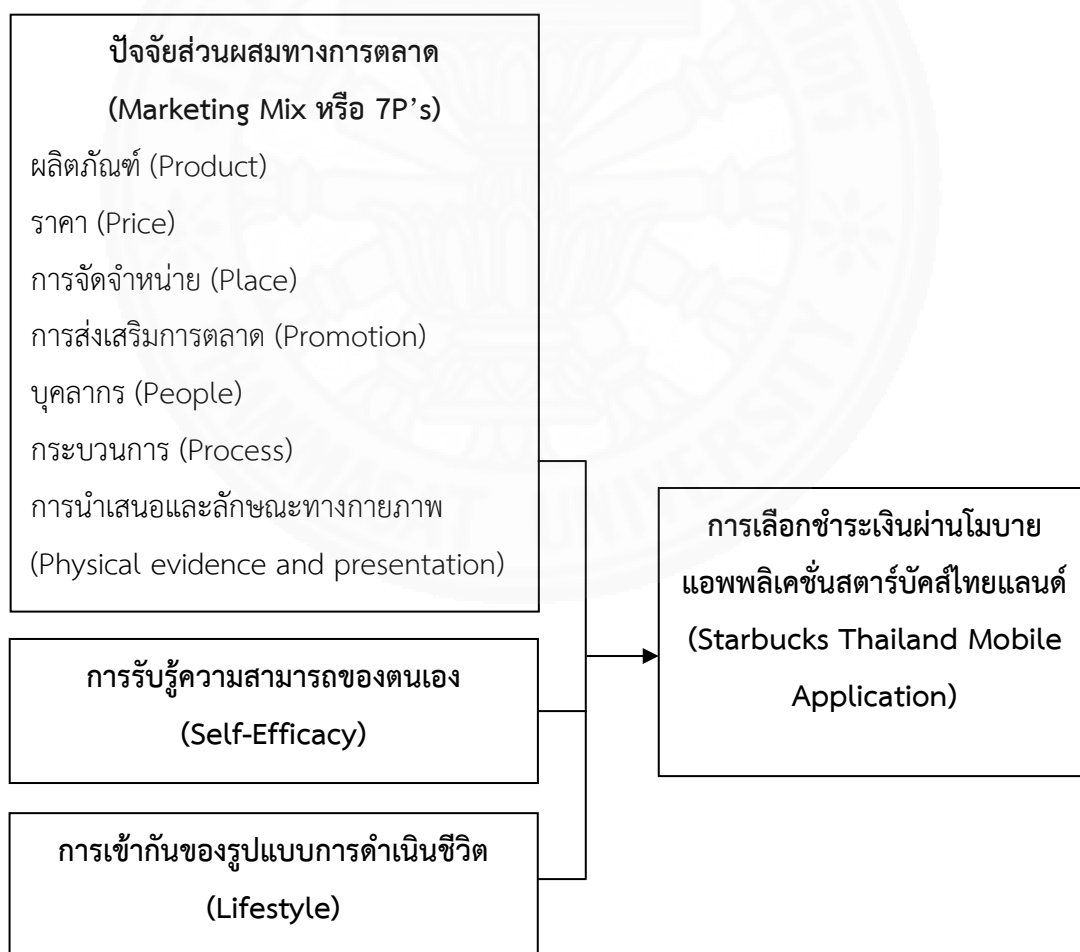 ปัจจัยส่วนผสมทางการตลาด
(Marketing Mix หรือ 7P's)
ผลิตภัณฑ์ (Product)
ราคา (Price)
การจัดจำหน่าย (Place)
การส่งเสริมการตลาด (Promotion)
บุคลากร (People)
กระบวนการ (Process)
การนำเสนอและลักษณะทางกายภาพ
(Physical evidence and presentation)
การรับรู้ความสามารถของตนเอง
(Self-Efficacy)
การเข้ากันของรูปแบบการดำเนินชีวิต
(Lifestyle)
การเลือกชำระเงินผ่านโมบาย
แอพพลิเคชั่นสตาร์บัคส์ไทยแลนด์
(Starbucks Thailand Mobile
Application)